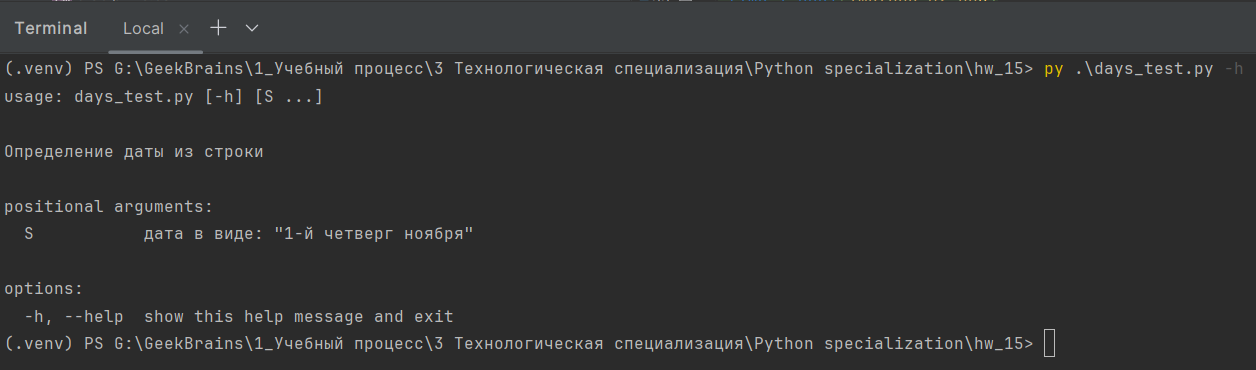 Terminal Local
(.venv) PS G:\GeekBrains\1_Учебный процесс\3 Технологическая специализация\Python specialization\hw_15> py .\days_test.py -h
usage: days_test.py [-h] [S ...]
Определение даты из строки
positional arguments:
S дата в виде: "1-й четверг ноября"
options:
-h, --help show this help message and exit
(.venv) PS G:\GeekBrains\1_Учебный процесс\3 Технологическая специализация\Python specialization\hw_15>